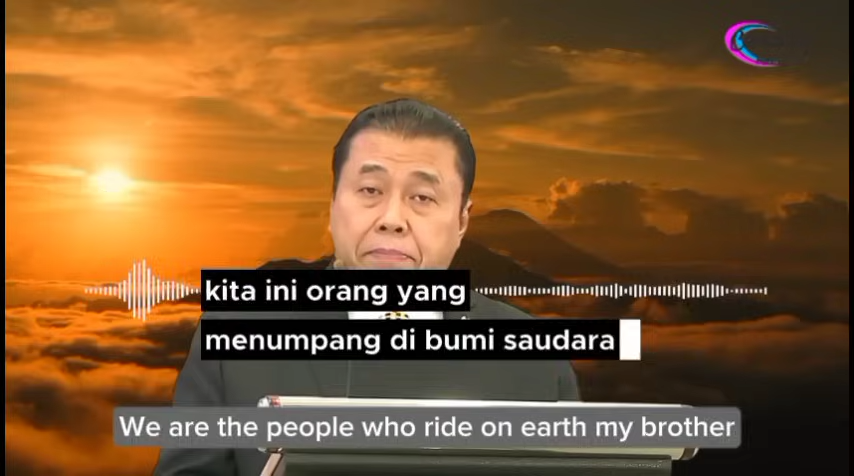 kita ini orang yang
menumpang di bumi saudara
We are the people who ride on earth my brother